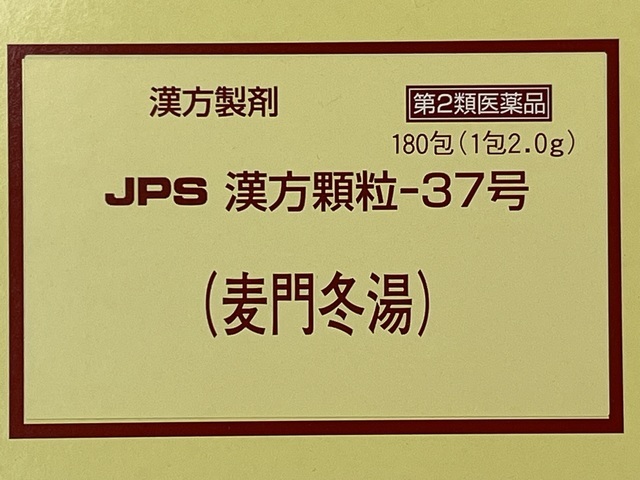 漢方製剤
第2類医薬品
180包(1包2.0g)
JPS 漢方顆粒-37号
(麦門冬湯)